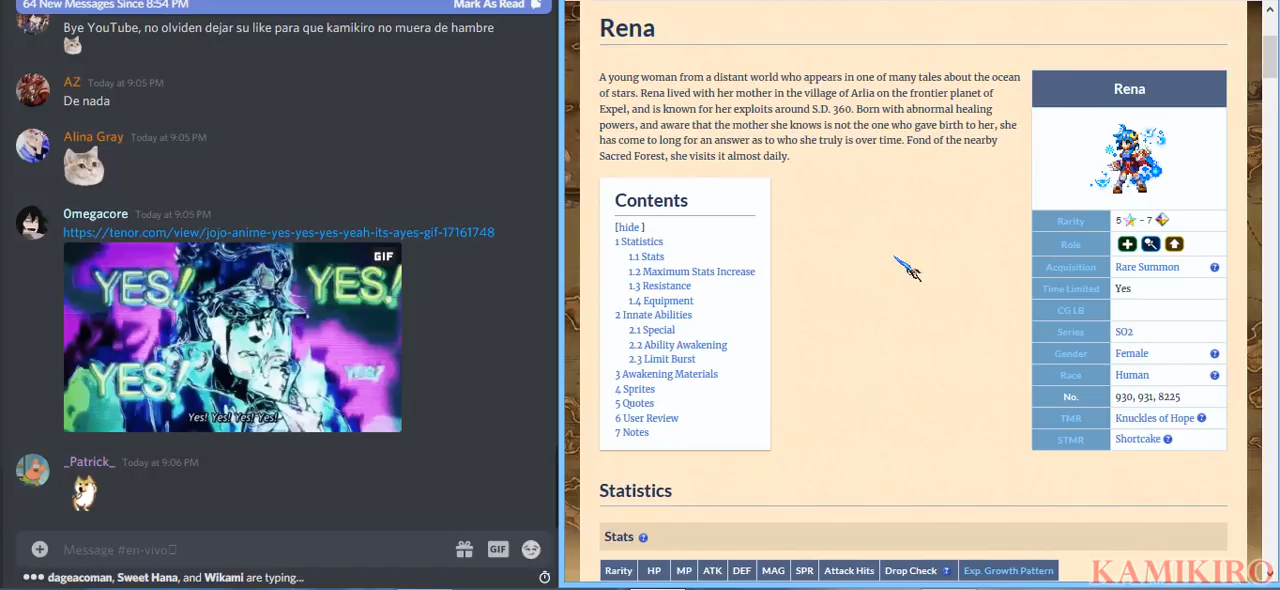 64 New Messages Since 8:54 PM
Mark As Read
Bye YouTube, no olviden dejar su like para que kamikiro no muera de hambre
AZ Today at 9:05 PM
De nada
Alina Gray Today at 9:05 PM
Omegacore Today at 9:05 PM
https://tenor.com/view/jojo-anime-yes-yes-yes-yeah-its-ayes-gif-17161748
GIF
YES!
YES!
YES!
YES!
Yes! Yes! Yes! Yes!
_Patrick_ Today at 9:06 PM
Message #en-vivo
GIF
dageacoman, Sweet Hana, and Wikami are typing...
Rena
A young woman from a distant world who appears in one of many tales about the ocean
of stars. Rena lived with her mother in the village of Arlia on the frontier planet of
Expel, and is known for her exploits around S.D. 360. Born with abnormal healing
powers, and aware that the mother she knows is not the one who gave birth to her, she
has come to long for an answer as to who she truly is over time. Fond of the nearby
Sacred Forest, she visits it almost daily.
Contents
[hide ]
1 Statistics
1.1 Stats
1.2 Maximum Stats Increase
1.3 Resistance
1.4 Equipment
2 Innate Abilities
2.1 Special
2.2 Ability Awakening
2.3 Limit Burst
3 Awakening Materials
4 Sprites
5 Quotes
6 User Review
7 Notes
Rena
Rarity 5 - 7
Role
Acquisition Rare Summon
Time Limited Yes
CG LB
Series SO2
Gender Female
Race Human
No. 930, 931, 8225
TMR Knuckles of Hope
STMR Shortcake
Statistics
Stats
Rarity HP MP ATK DEF MAG SPR Attack Hits Drop Check Exp. Growth Pattern
KAMIKIRO